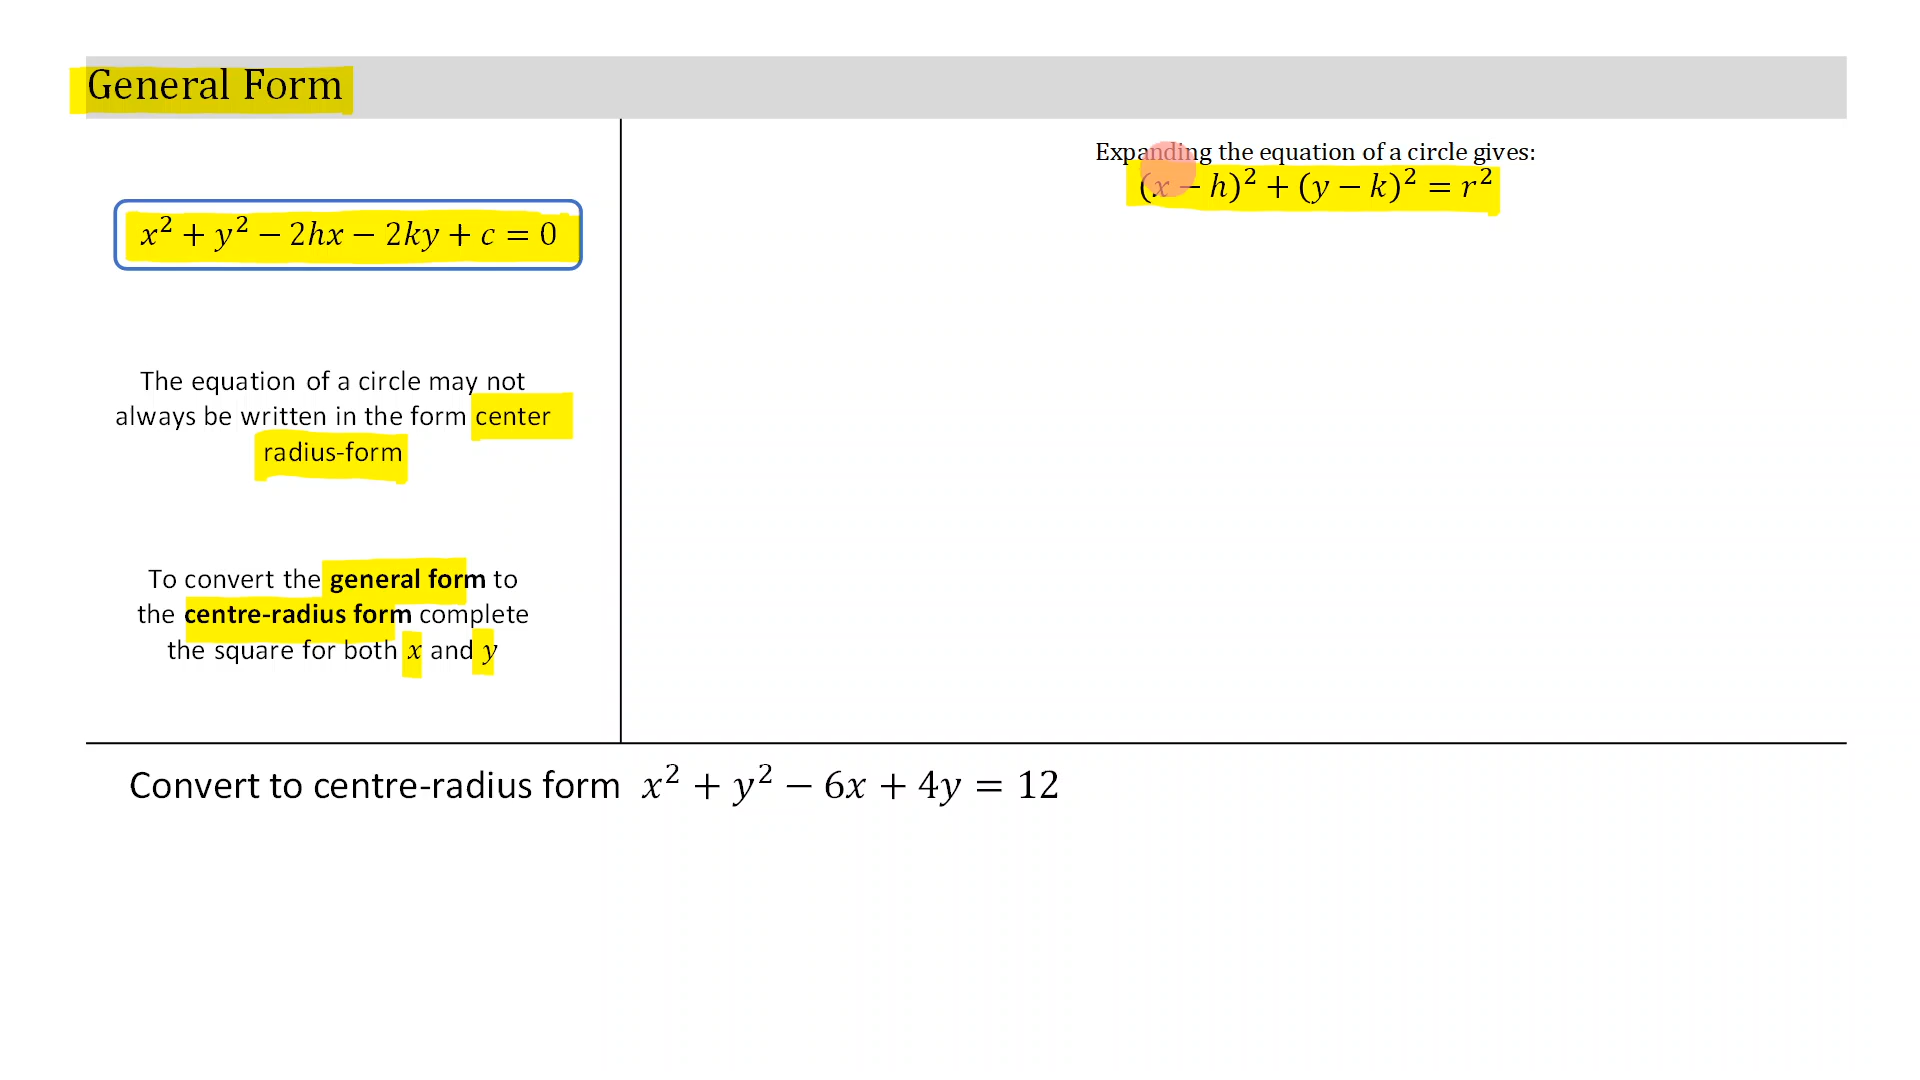 General Form
x² + y² − 2hx − 2ky + c = 0
The equation of a circle may not
always be written in the form center
radius-form
To convert the general form to
the centre-radius form complete
the square for both x and y
Expanding the equation of a circle gives:
(x − h)² + (y − k)² = r²
Convert to centre-radius form x² + y² − 6x + 4y = 12